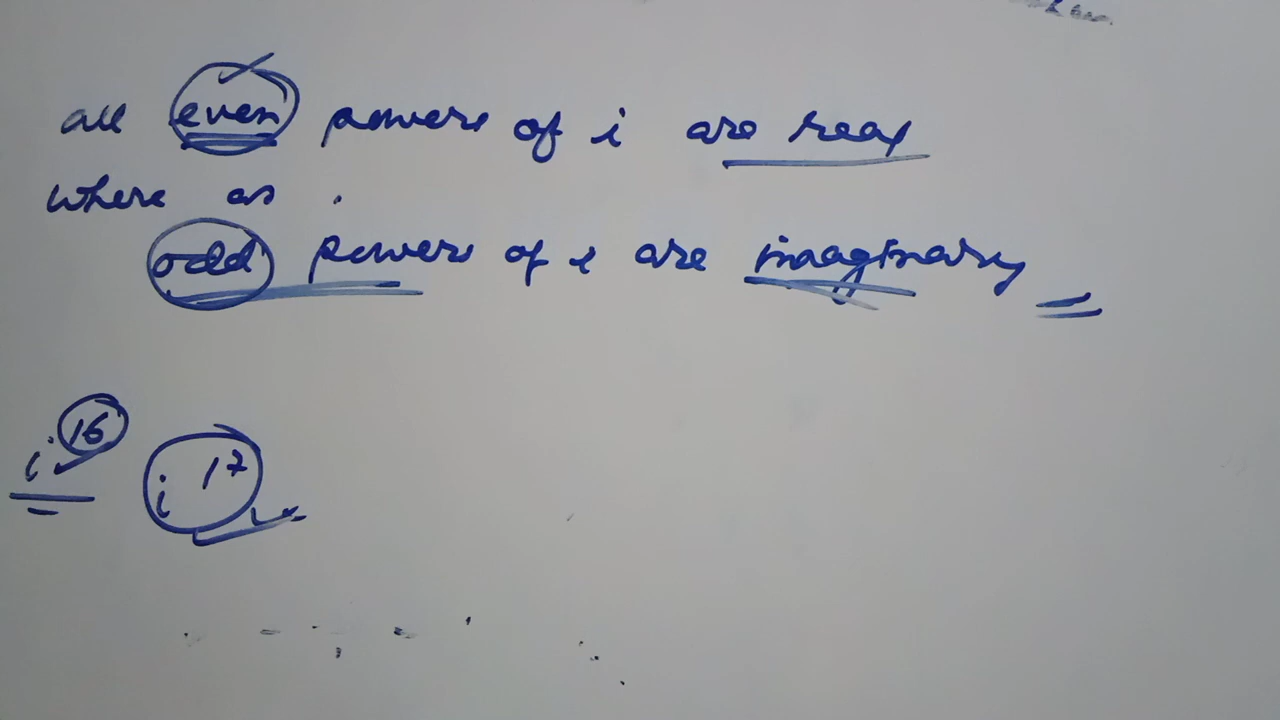 all even powers of i are real
where as
odd powers of i are imaginary
i^16 i^17